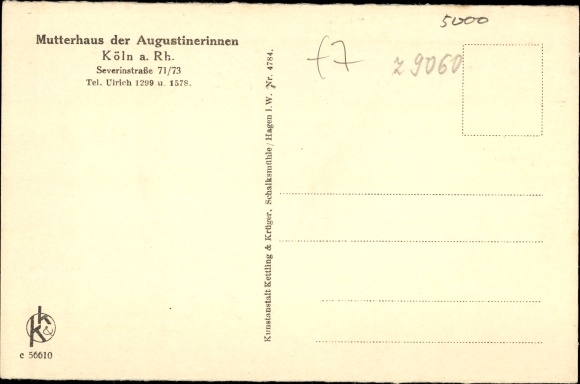 Mutterhaus der Augustinerinnen
Köln a. Rh.
Severinstraße 71/73
Tel. Ulrich 1299 u. 1578.
5000
z 9060
Kunstanstalt Kettling & Krüger, Schalksmühle / Hagen i. W. Nr. 4784.
k & k
c 56610